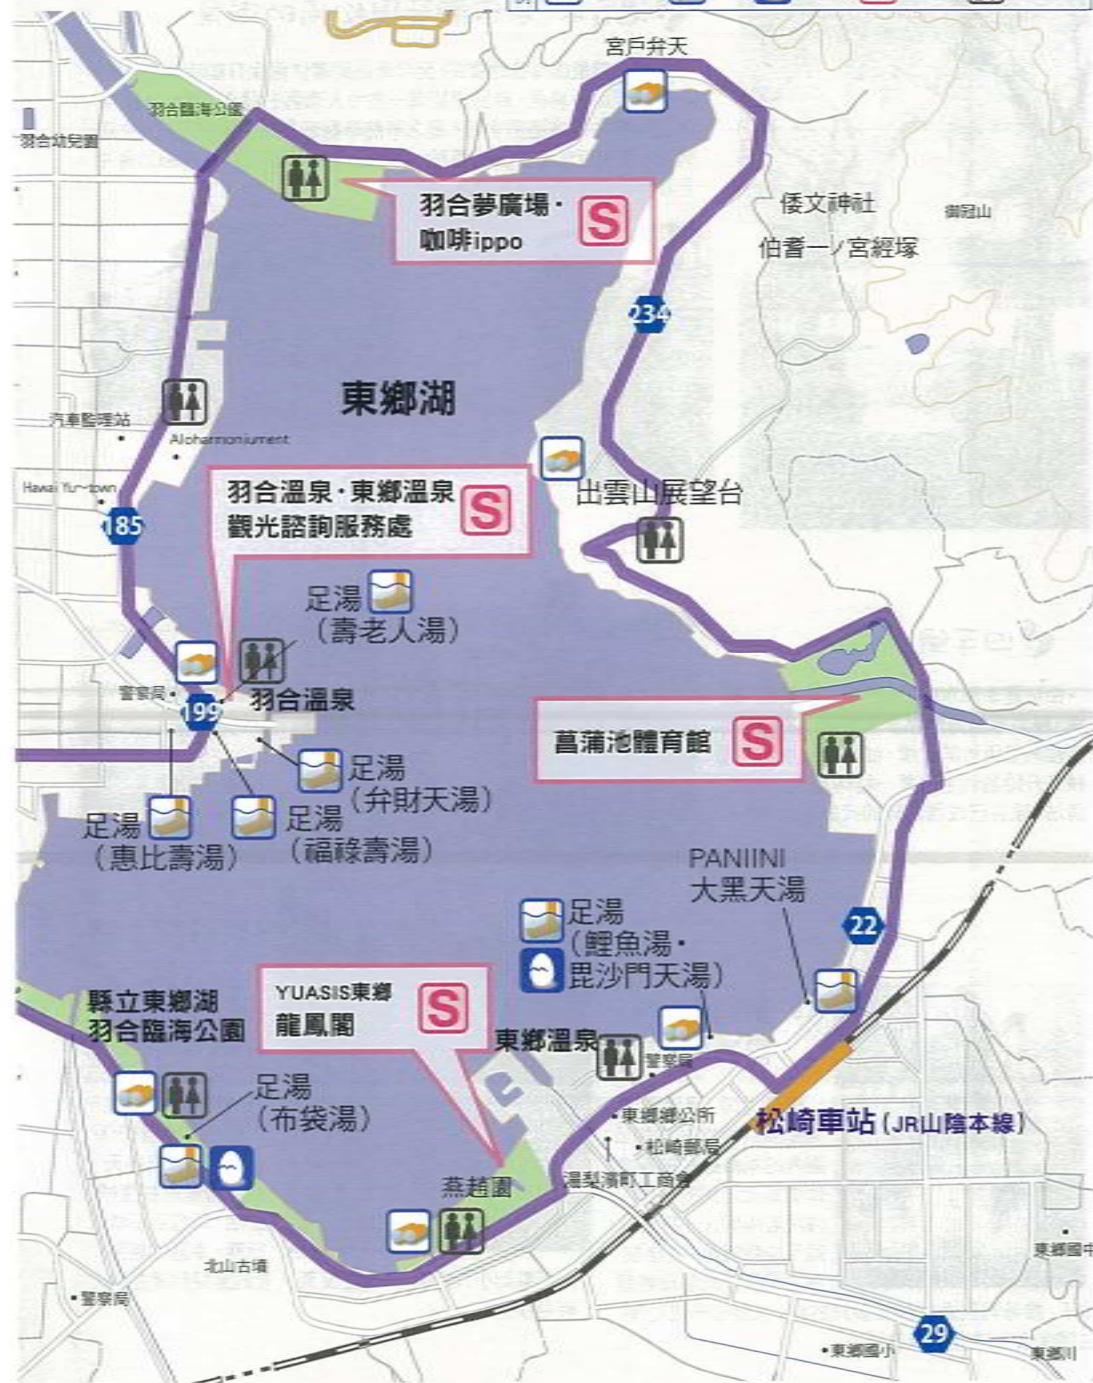 宮戶弁天
羽合臨海公園
羽合幼兒園
羽合夢廣場・
咖啡ippo
S
倭文神社
御冠山
伯耆一ノ宮經塚
234
東鄉湖
汽車監理站
Aloharmoniument
Hawai Yu~town
185
羽合溫泉・東鄉溫泉
觀光諮詢服務處
S
出雲山展望台
足湯
（壽老人湯）
警察局
199
羽合溫泉
菖蒲池體育館
S
足湯
（弁財天湯）
足湯
（惠比壽湯）
足湯
（福祿壽湯）
PANIINI
大黑天湯
22
足湯
（鯉魚湯・
毘沙門天湯）
縣立東鄉湖
羽合臨海公園
YUASIS東鄉
龍鳳閣
S
東鄉溫泉
警察局
足湯
（布袋湯）
東鄉鄉公所
松崎車站(JR山陰本線)
松崎郵局
湯梨濱町工商會
燕趙園
北山古墳
警察局
東鄉國中
29
東鄉國小
東鄉川